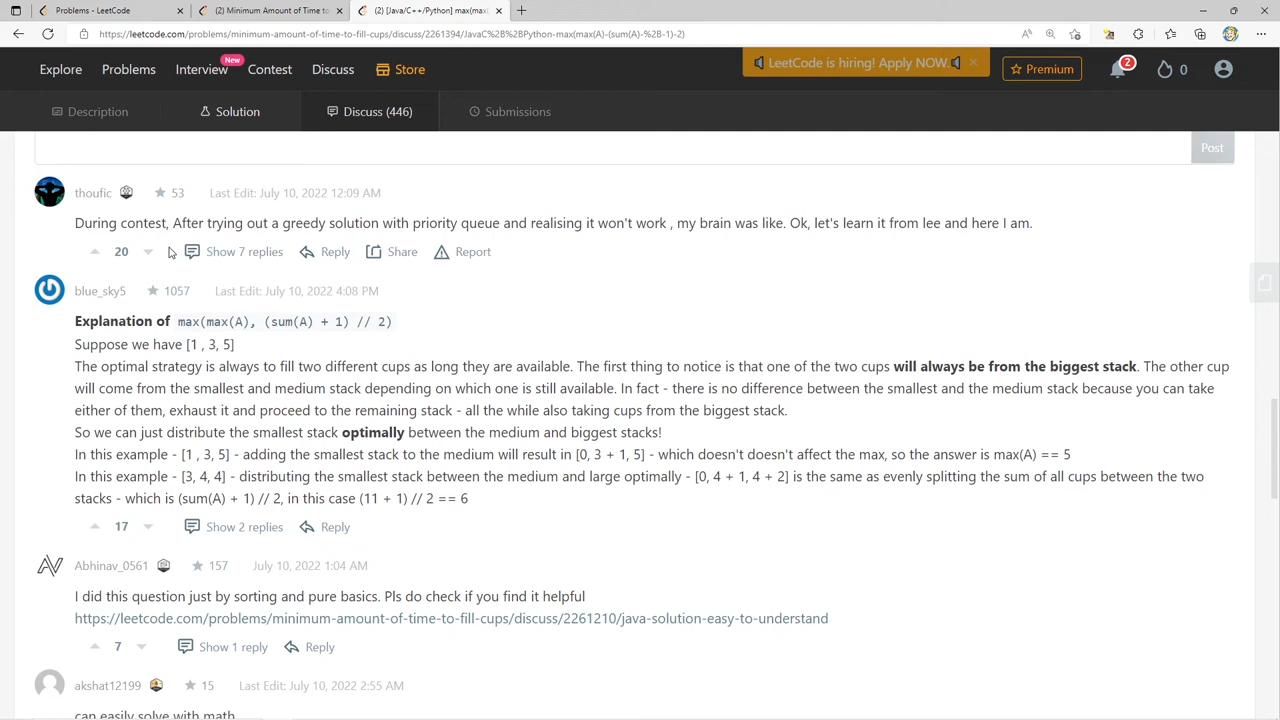 Problems - LeetCode
(2) Minimum Amount of Time to
(2) [Java/C++/Python] max(max(
https://leetcode.com/problems/minimum-amount-of-time-to-fill-cups/discuss/2261394/JavaC%2B%2BPython-max(max(A)-(sum(A)-%2B-1)-2)
Explore
Problems
Interview
New
Contest
Discuss
Store
LeetCode is hiring! Apply NOW.
Premium
2
0
Description
Solution
Discuss (446)
Submissions
Post
thoufic 53 Last Edit: July 10, 2022 12:09 AM
During contest, After trying out a greedy solution with priority queue and realising it won't work , my brain was like. Ok, let's learn it from lee and here I am.
20 Show 7 replies Reply Share Report
blue_sky5 1057 Last Edit: July 10, 2022 4:08 PM
Explanation of max(max(A), (sum(A) + 1) // 2)
Suppose we have [1 , 3, 5]
The optimal strategy is always to fill two different cups as long they are available. The first thing to notice is that one of the two cups will always be from the biggest stack. The other cup
will come from the smallest and medium stack depending on which one is still available. In fact - there is no difference between the smallest and the medium stack because you can take
either of them, exhaust it and proceed to the remaining stack - all the while also taking cups from the biggest stack.
So we can just distribute the smallest stack optimally between the medium and biggest stacks!
In this example - [1 , 3, 5] - adding the smallest stack to the medium will result in [0, 3 + 1, 5] - which doesn't doesn't affect the max, so the answer is max(A) == 5
In this example - [3, 4, 4] - distributing the smallest stack between the medium and large optimally - [0, 4 + 1, 4 + 2] is the same as evenly splitting the sum of all cups between the two
stacks - which is (sum(A) + 1) // 2, in this case (11 + 1) // 2 == 6
17 Show 2 replies Reply
Abhinav_0561 157 July 10, 2022 1:04 AM
I did this question just by sorting and pure basics. Pls do check if you find it helpful
https://leetcode.com/problems/minimum-amount-of-time-to-fill-cups/discuss/2261210/java-solution-easy-to-understand
7 Show 1 reply Reply
akshat12199 15 Last Edit: July 10, 2022 2:55 AM
can easily solve with math